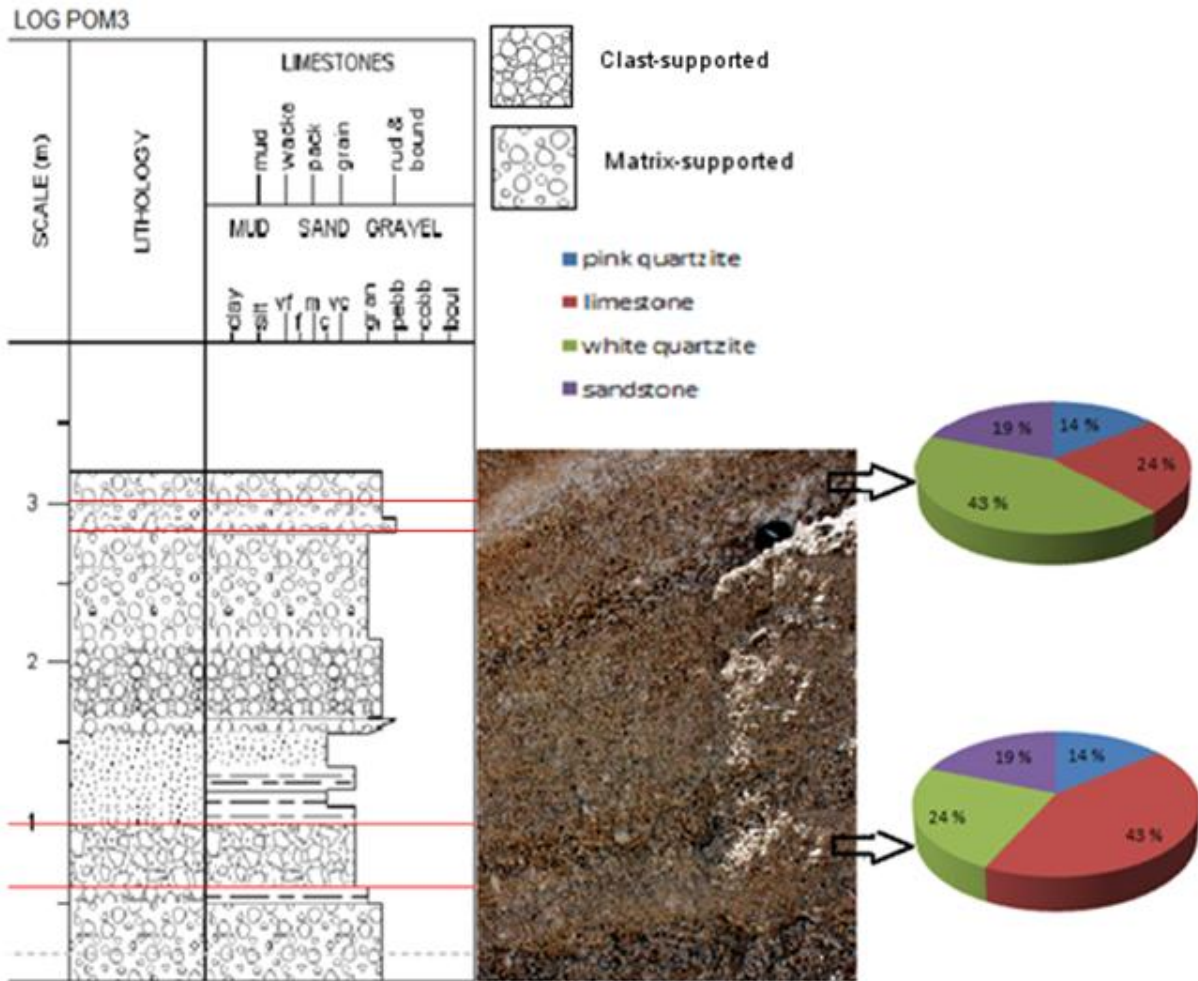 LOG POM3
SCALE (m)
LITHOLOGY
LIMESTONES
mud
wacke
pack
grain
rud &
bound
MUD SAND GRAVEL
clay
silt
vf
f
m
c
vc
gran
pebb
cobb
boul
3
2
1
Clast-supported
Matrix-supported
pink quartzite
limestone
white quartzite
sandstone
19 %
14 %
24 %
43 %
19 %
14 %
24 %
43 %